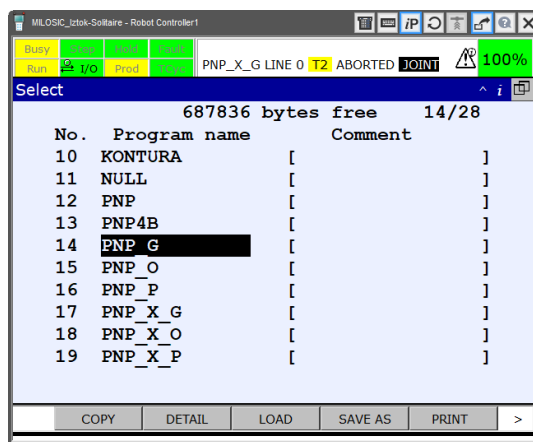 MILOSIC_Iztok-Solitaire - Robot Controller1
Busy Step Hold Fault
Run I/O Prod TCyc
PNP_X_G LINE 0 T2 ABORTED JOINT
100%
Select
687836 bytes free 14/28
No. Program name Comment
10 KONTURA [ ]
11 NULL [ ]
12 PNP [ ]
13 PNP4B [ ]
14 PNP_G [ ]
15 PNP_O [ ]
16 PNP_P [ ]
17 PNP_X_G [ ]
18 PNP_X_O [ ]
19 PNP_X_P [ ]
COPY DETAIL LOAD SAVE AS PRINT >